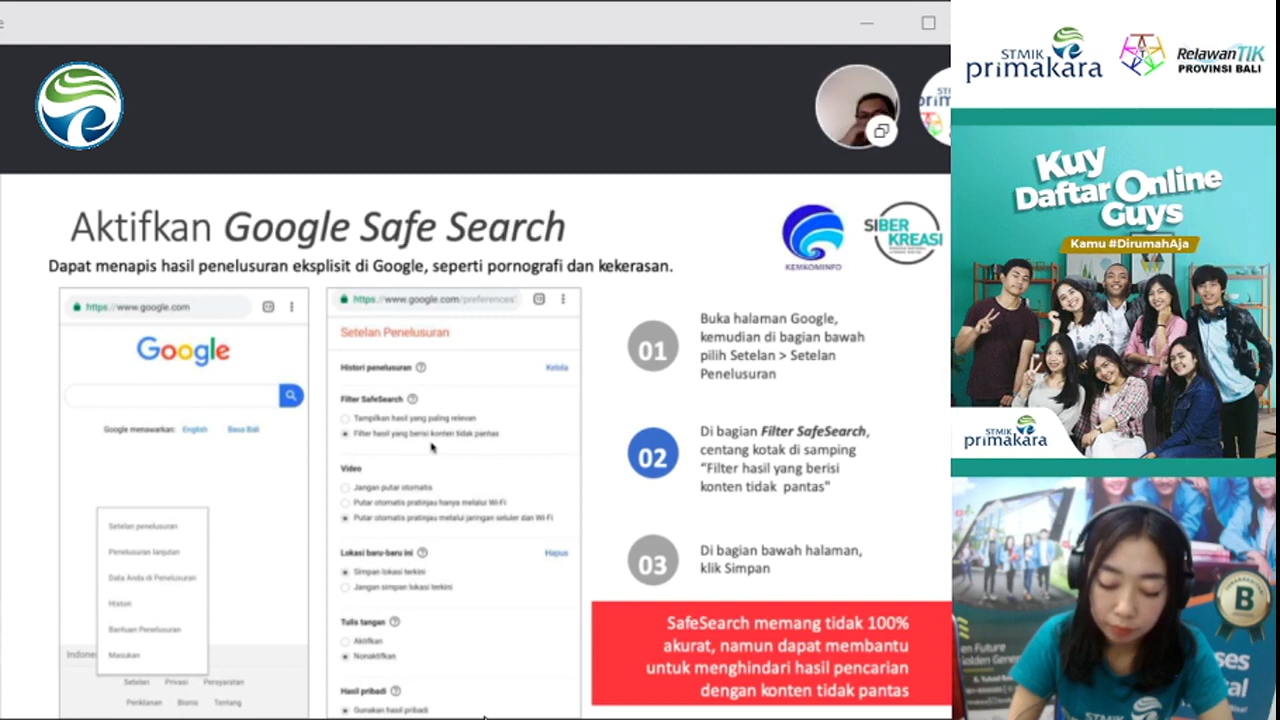 STMIK
primakara
RelawanTIK
PROVINSI BALI
Kuy
Daftar Online
Guys
Kamu #DirumahAja
STMIK
primakara
Aktifkan Google Safe Search
Dapat menapis hasil penelusuran eksplisit di Google, seperti pornografi dan kekerasan.
KEMKOMINFO
SIBER
KREASI
https://www.google.com
Google
Google menawarkan: English Basa Bali
Setelan penelusuran
Penelusuran lanjutan
Data Anda di Penelusuran
Histori
Bantuan Penelusuran
Masukan
Setelan Privasi Persyaratan
Periklanan Bisnis Tentang
https://www.google.com/preferences
Setelan Penelusuran
Histori penelusuran
Kelola
Filter SafeSearch
Tampilkan hasil yang paling relevan
Filter hasil yang berisi konten tidak pantas
Video
Jangan putar otomatis
Putar otomatis pratinjau hanya melalui Wi-Fi
Putar otomatis pratinjau melalui jaringan seluler dan Wi-Fi
Lokasi baru-baru ini
Hapus
Simpan lokasi terkini
Jangan simpan lokasi terkini
Tulis tangan
Aktifkan
Nonaktifkan
Hasil pribadi
Gunakan hasil pribadi
01
Buka halaman Google,
kemudian di bagian bawah
pilih Setelan > Setelan
Penelusuran
02
Di bagian Filter SafeSearch,
centang kotak di samping
"Filter hasil yang berisi
konten tidak pantas"
03
Di bagian bawah halaman,
klik Simpan
SafeSearch memang tidak 100%
akurat, namun dapat membantu
untuk menghindari hasil pencarian
dengan konten tidak pantas
B
STMIK